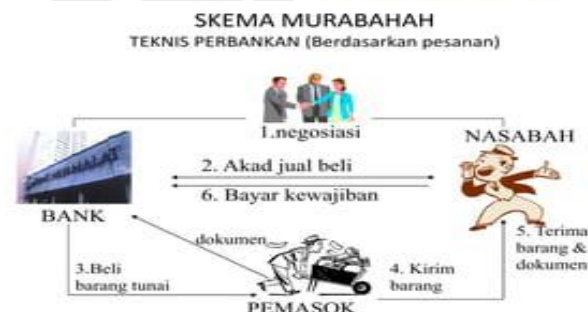 SKEMA MURABAHAH
TEKNIS PERBANKAN (Berdasarkan pesanan)
1.negosiasi
NASABAH
2. Akad jual beli
6. Bayar kewajiban
BANK
dokumen
5. Terima
barang &
dokumen
3.Beli
barang tunai
4. Kirim
barang
PEMASOK